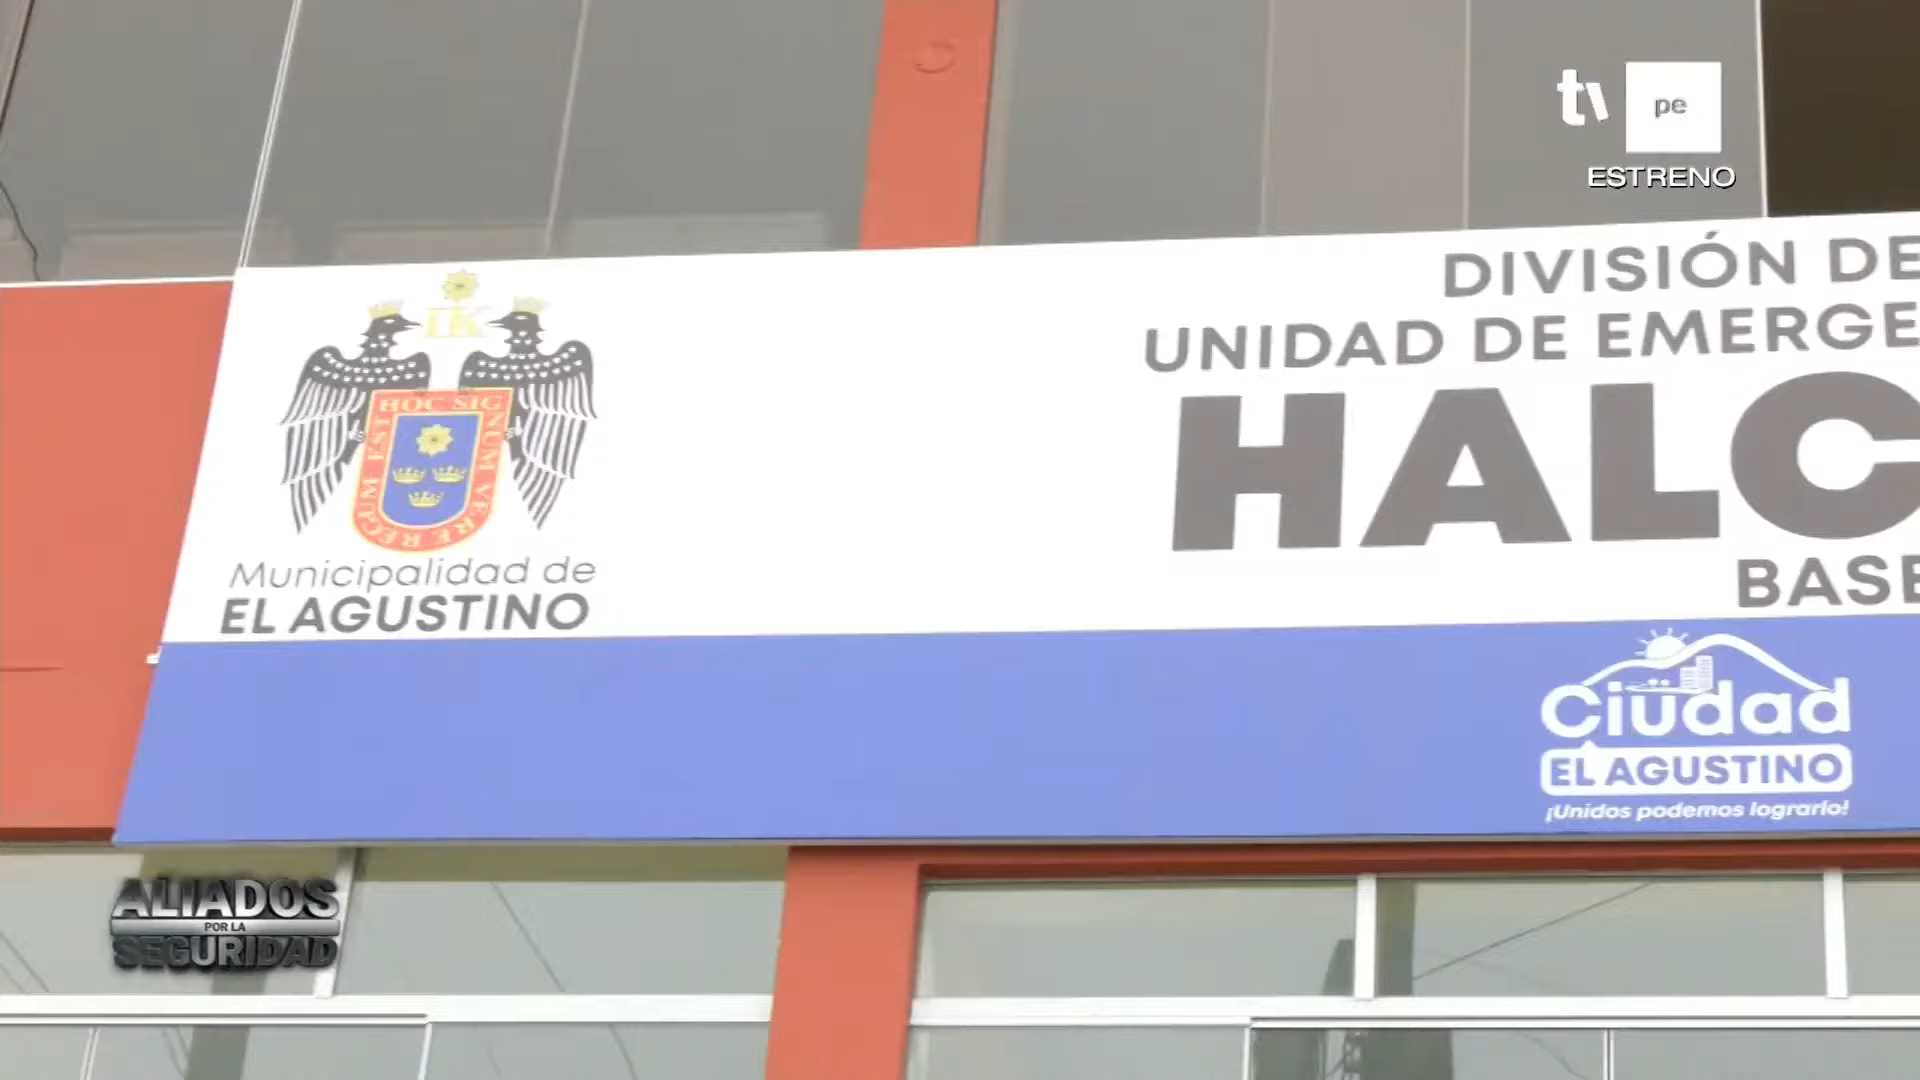 tv pe
ESTRENO
DIVISIÓN DE
UNIDAD DE EMERGE
HALC
BASE
IK
HOC SIGNUM VERE REGUM EST
Municipalidad de
EL AGUSTINO
Ciudad
EL AGUSTINO
¡Unidos podemos lograrlo!
ALIADOS
POR LA
SEGURIDAD